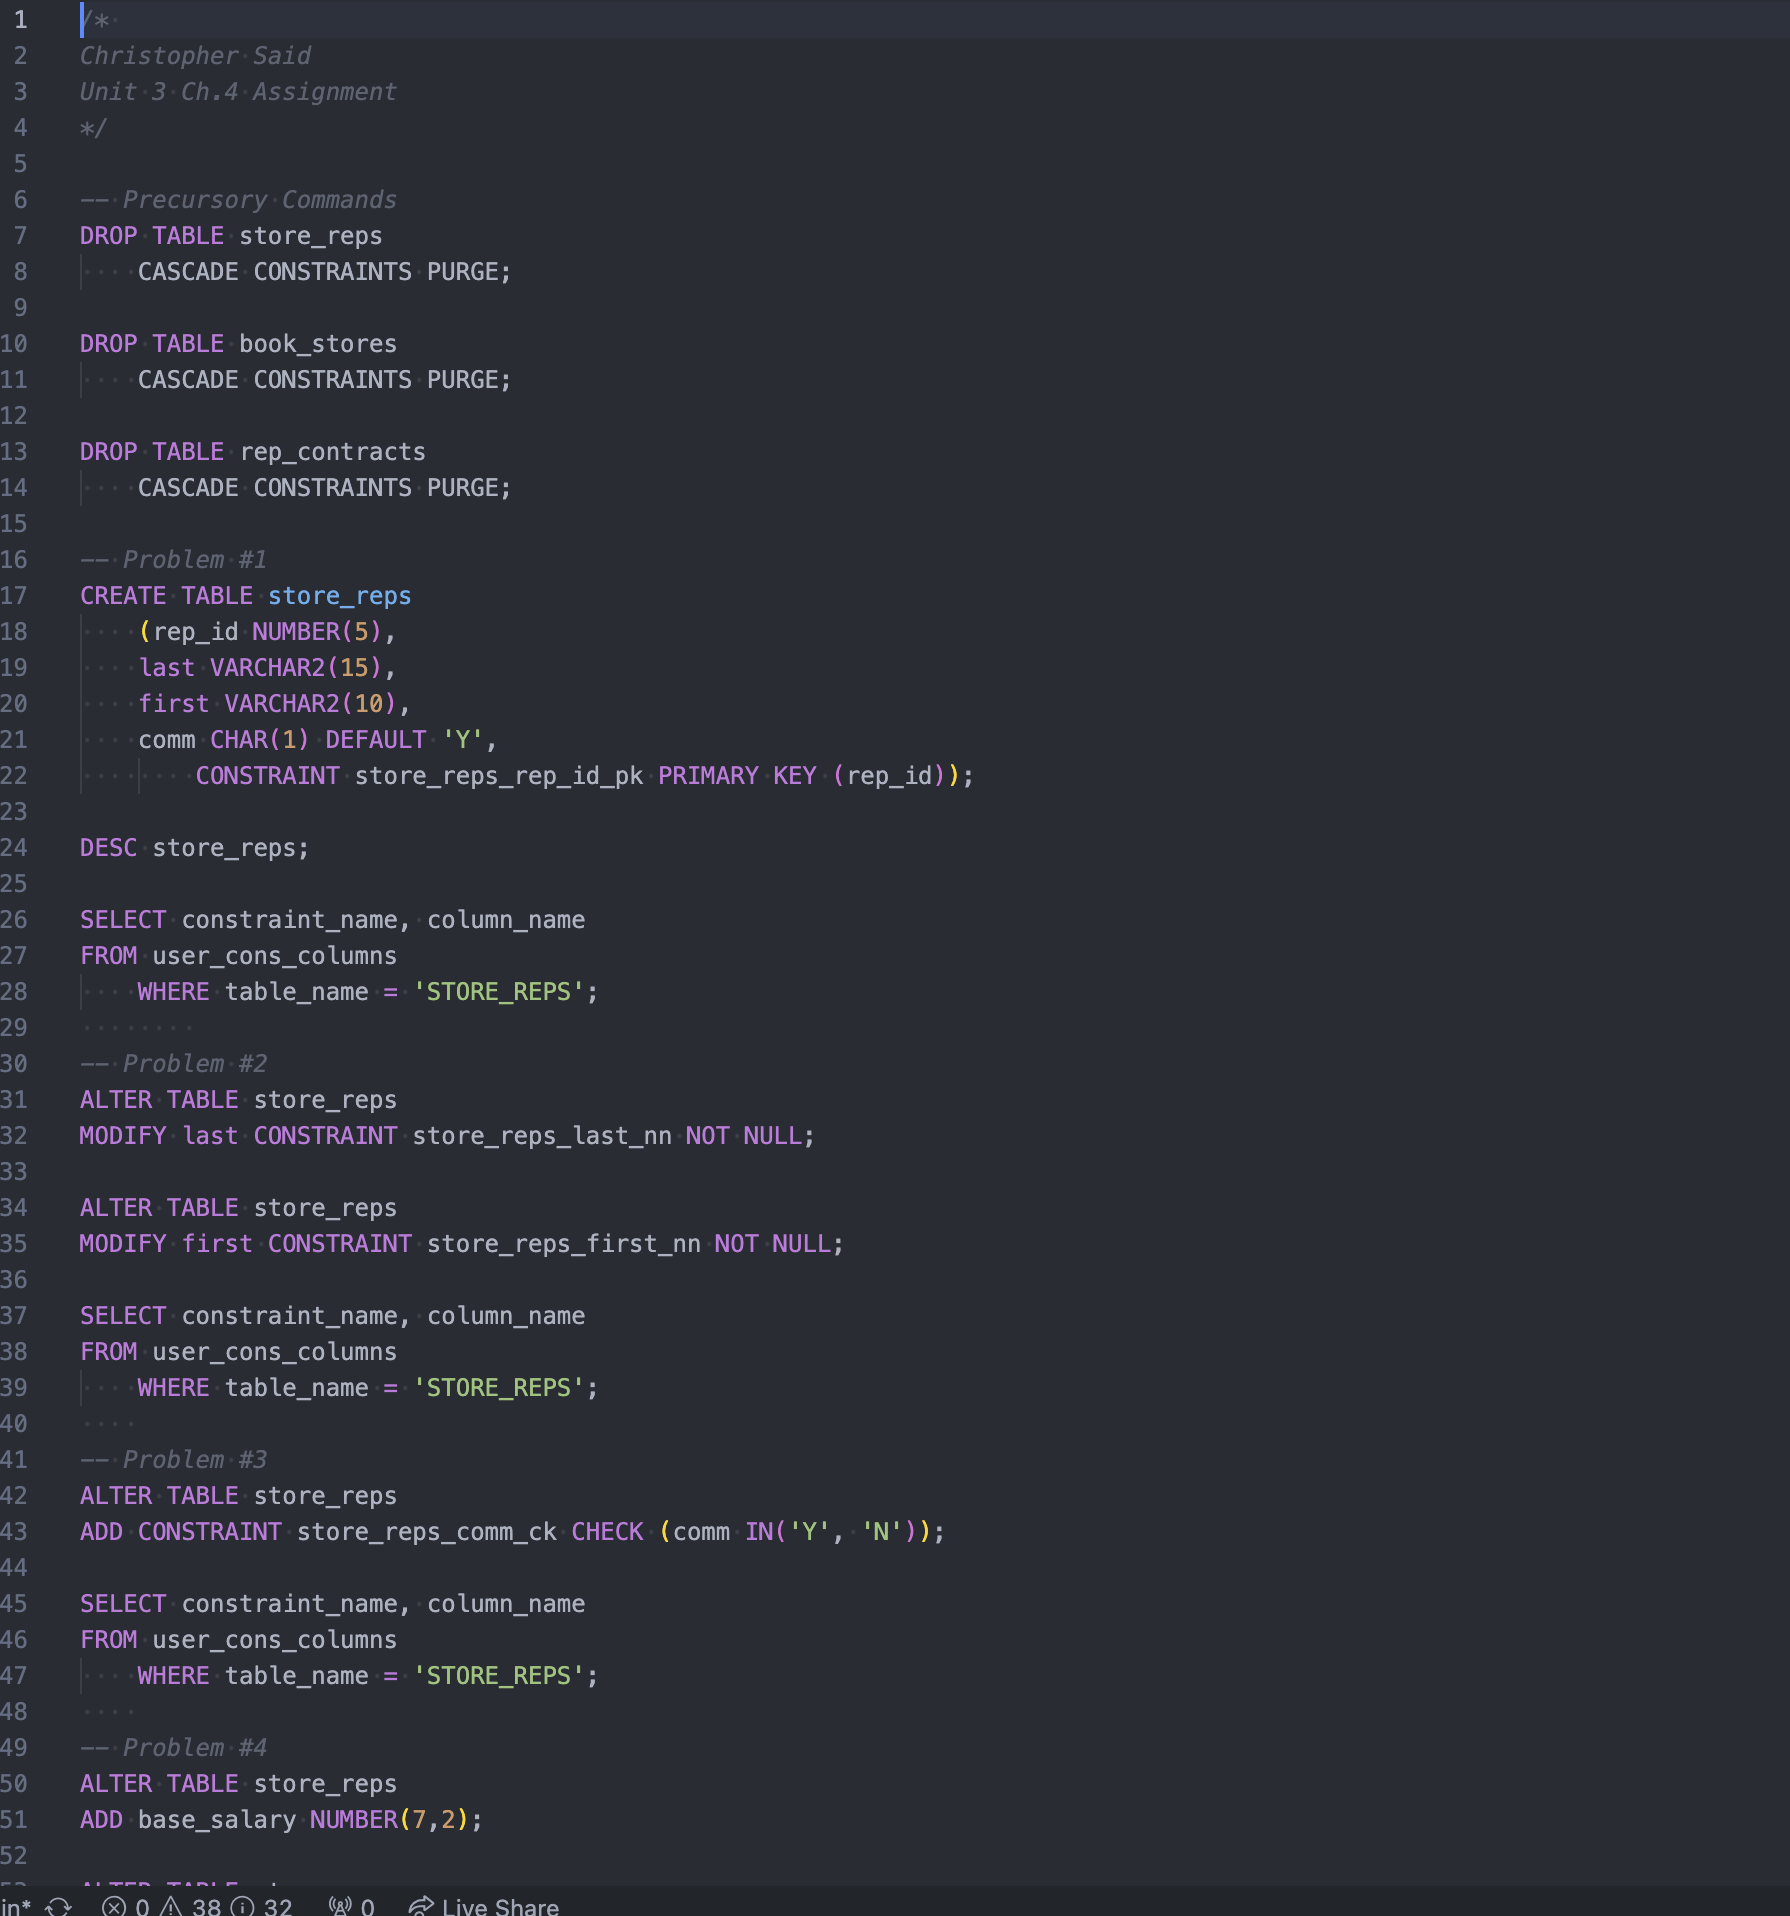 1 /*
2 Christopher Said
3 Unit 3 Ch.4 Assignment
4 */
5
6 -- Precursory Commands
7 DROP TABLE store_reps
8 CASCADE CONSTRAINTS PURGE;
9
10 DROP TABLE book_stores
11 CASCADE CONSTRAINTS PURGE;
12
13 DROP TABLE rep_contracts
14 CASCADE CONSTRAINTS PURGE;
15
16 -- Problem #1
17 CREATE TABLE store_reps
18 (rep_id NUMBER(5),
19 last VARCHAR2(15),
20 first VARCHAR2(10),
21 comm CHAR(1) DEFAULT 'Y',
22 CONSTRAINT store_reps_rep_id_pk PRIMARY KEY (rep_id));
23
24 DESC store_reps;
25
26 SELECT constraint_name, column_name
27 FROM user_cons_columns
28 WHERE table_name = 'STORE_REPS';
29
30 -- Problem #2
31 ALTER TABLE store_reps
32 MODIFY last CONSTRAINT store_reps_last_nn NOT NULL;
33
34 ALTER TABLE store_reps
35 MODIFY first CONSTRAINT store_reps_first_nn NOT NULL;
36
37 SELECT constraint_name, column_name
38 FROM user_cons_columns
39 WHERE table_name = 'STORE_REPS';
40
41 -- Problem #3
42 ALTER TABLE store_reps
43 ADD CONSTRAINT store_reps_comm_ck CHECK (comm IN('Y', 'N'));
44
45 SELECT constraint_name, column_name
46 FROM user_cons_columns
47 WHERE table_name = 'STORE_REPS';
48
49 -- Problem #4
50 ALTER TABLE store_reps
51 ADD base_salary NUMBER(7,2);
52
in* 0 38 32 0 Live Share